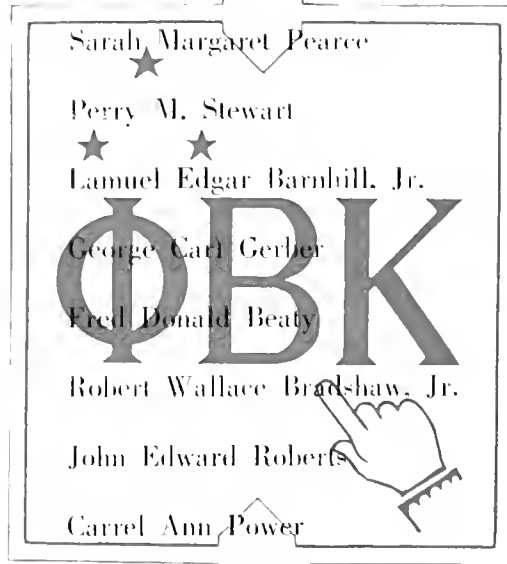 Sarah Margaret Pearce
Perry M. Stewart
Lamuel Edgar Barnhill, Jr.
George Carl Gerber
ΦΒΚ
Fred Donald Beaty
Robert Wallace Bradshaw, Jr.
John Edward Roberts
Carrel Ann Power